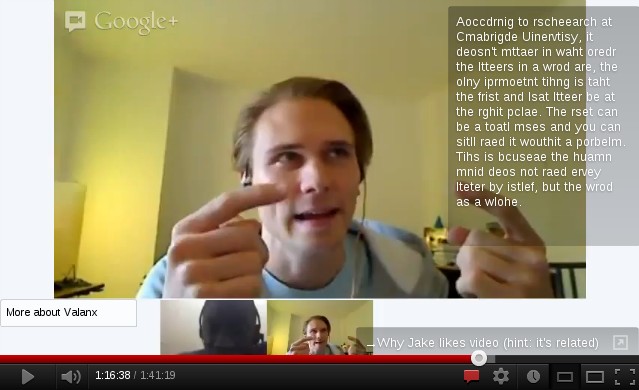 Google+
Aoccdrnig to rscheearch at
Cmabrigde Uinervtisy, it
deosn't mttaer in waht oredr
the ltteers in a wrod are, the
olny iprmoetnt tihng is taht
the frist and lsat ltteer be at
the rghit pclae. The rset can
be a toatl mses and you can
sitll raed it wouthit a porbelm.
Tihs is bcuseae the huamn
mnid deos not raed ervey
lteter by istlef, but the wrod
as a wlohe.
More about Valanx
Why Jake likes video (hint: it's related)
1:16:38 / 1:41:19